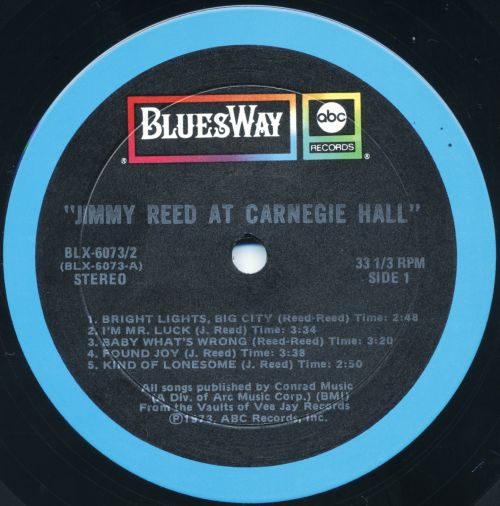 BLUESWAY
®
abc
RECORDS
®
"JIMMY REED AT CARNEGIE HALL"
BLX-6073/2
(BLX-6073-A)
STEREO
33 1/3 RPM
SIDE 1
1. BRIGHT LIGHTS, BIG CITY (Reed-Reed) Time: 2:48
2. I'M MR. LUCK (J. Reed) Time: 3:34
3. BABY WHAT'S WRONG (Reed-Reed) Time: 3:20
4. FOUND JOY (J. Reed) Time: 3:38
5. KIND OF LONESOME (J. Reed) Time: 2:50
All songs published by Conrad Music
(A Div. of Arc Music Corp.) (BMI)
From the Vaults of Vee Jay Records
Ⓟ1973, ABC Records, Inc.